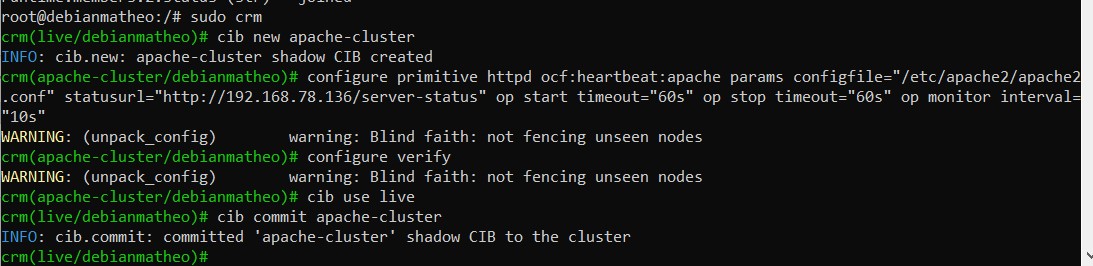 root@debianmatheo:/# sudo crm
crm(live/debianmatheo)# cib new apache-cluster
INFO: cib.new: apache-cluster shadow CIB created
crm(apache-cluster/debianmatheo)# configure primitive httpd ocf:heartbeat:apache params configfile="/etc/apache2/apache2
.conf" statusurl="http://192.168.78.136/server-status" op start timeout="60s" op stop timeout="60s" op monitor interval=
"10s"
WARNING: (unpack_config)        warning: Blind faith: not fencing unseen nodes
crm(apache-cluster/debianmatheo)# configure verify
WARNING: (unpack_config)        warning: Blind faith: not fencing unseen nodes
crm(apache-cluster/debianmatheo)# cib use live
crm(live/debianmatheo)# cib commit apache-cluster
INFO: cib.commit: committed 'apache-cluster' shadow CIB to the cluster
crm(live/debianmatheo)#